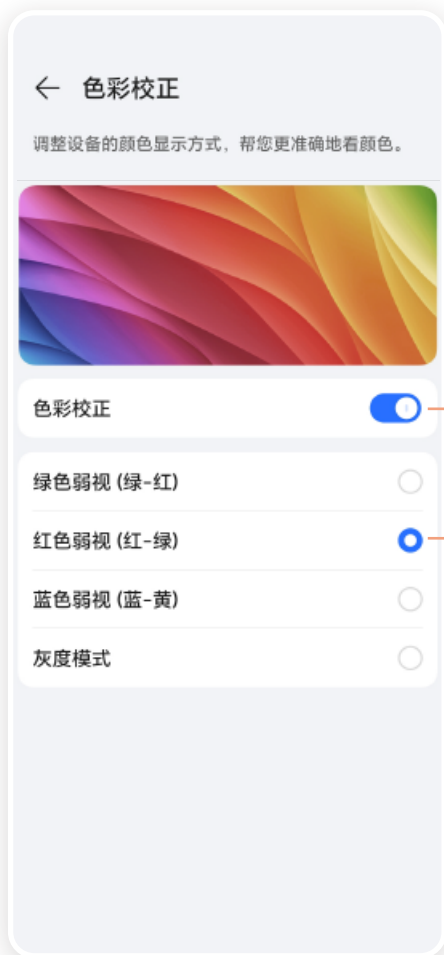 色彩校正
调整设备的颜色显示方式，帮您更准确地看颜色。
色彩校正
绿色弱视 (绿-红)
红色弱视 (红-绿)
蓝色弱视 (蓝-黄)
灰度模式